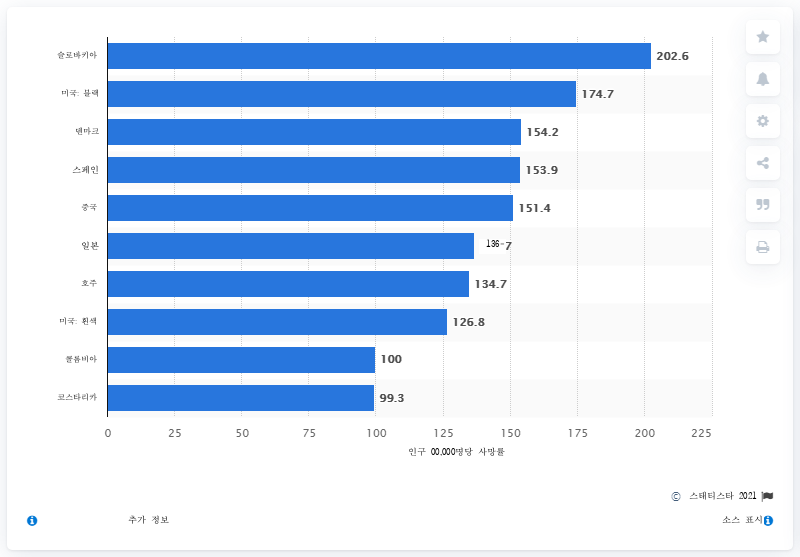 슬로바키아 202.6
미국: 블랙 174.7
덴마크 154.2
스페인 153.9
중국 151.4
일본 136-7
호주 134.7
미국: 흰색 126.8
콜롬비아 100
코스타리카 99.3
0 25 50 75 100 125 150 175 200 225
인구 00,000명당 사망률
© 스태티스타 2021
추가 정보 소스 표시